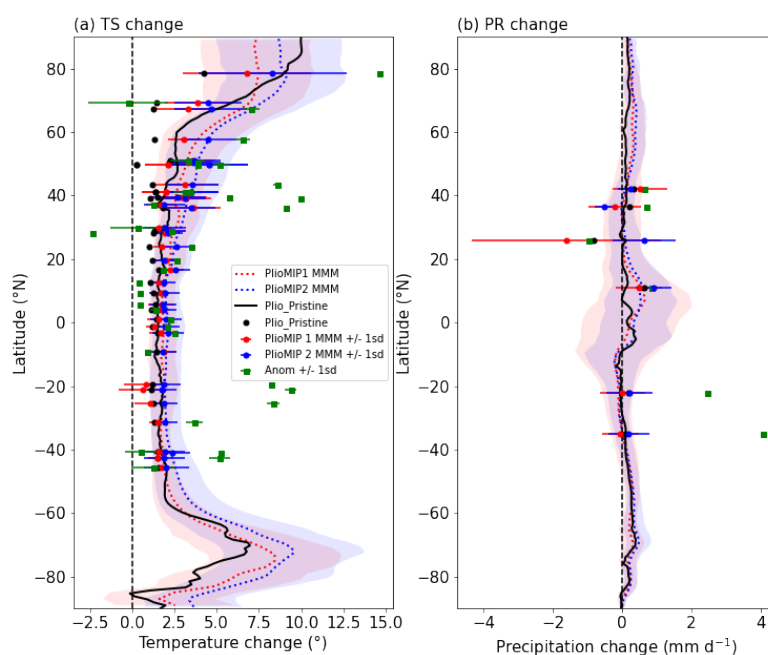 (a) TS change
(b) PR change
80
60
40
20
0
−20
−40
−60
−80
Latitude (°N)
−2.5 0.0 2.5 5.0 7.5 10.0 12.5 15.0
Temperature change (°)
PlioMIP1 MMM
PlioMIP2 MMM
Plio_Pristine
Plio_Pristine
PlioMIP 1 MMM +/- 1sd
PlioMIP 2 MMM +/- 1sd
Anom +/- 1sd
80
60
40
20
0
−20
−40
−60
−80
Latitude (°N)
−4 −2 0 2 4
Precipitation change (mm d⁻¹)